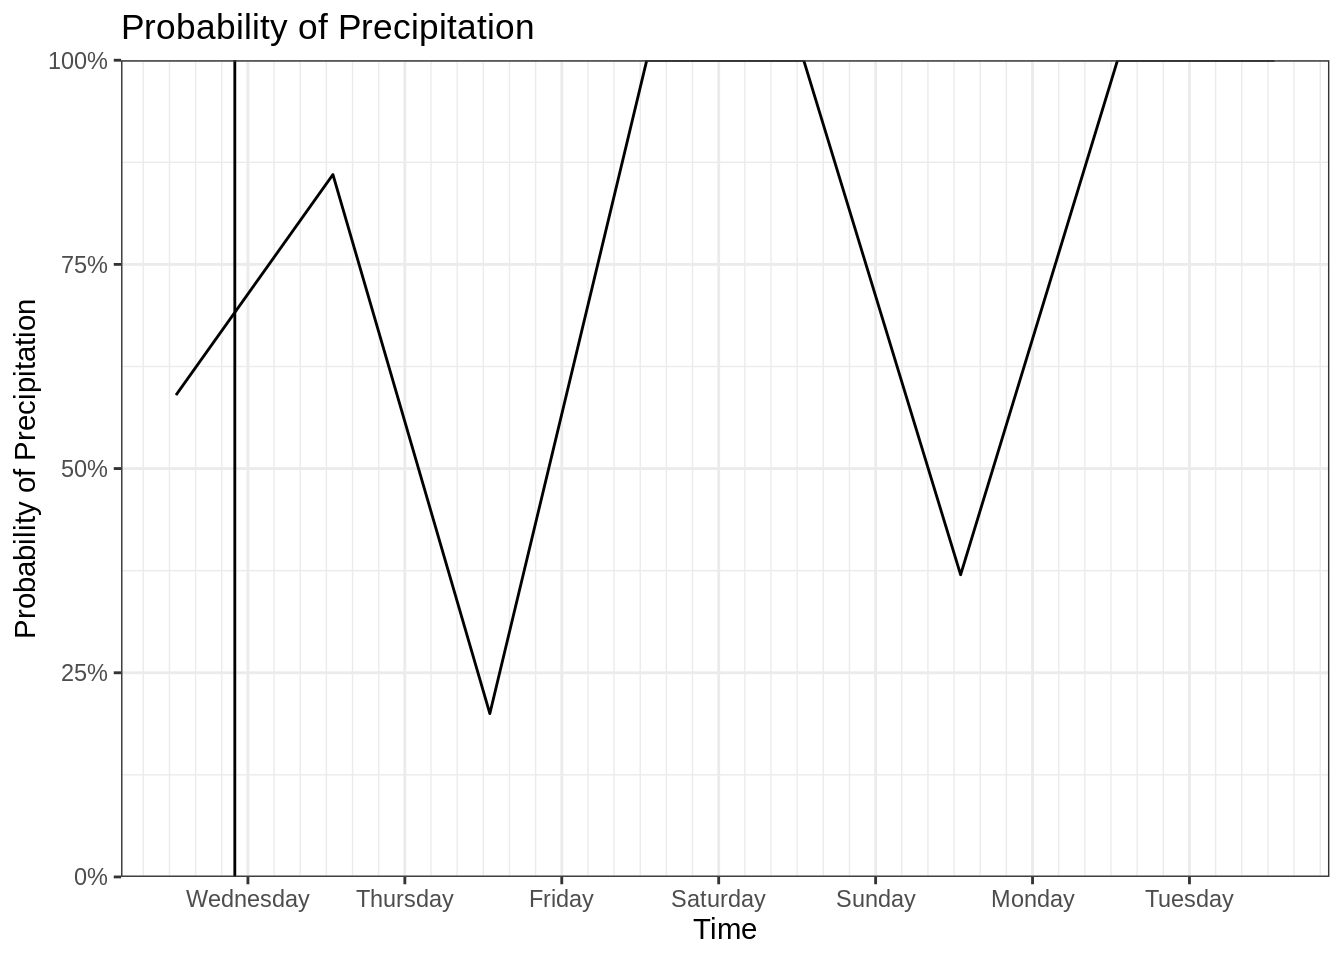 Probability of Precipitation
Probability of Precipitation
100%
75%
50%
25%
0%
Wednesday Thursday Friday Saturday Sunday Monday Tuesday
Time